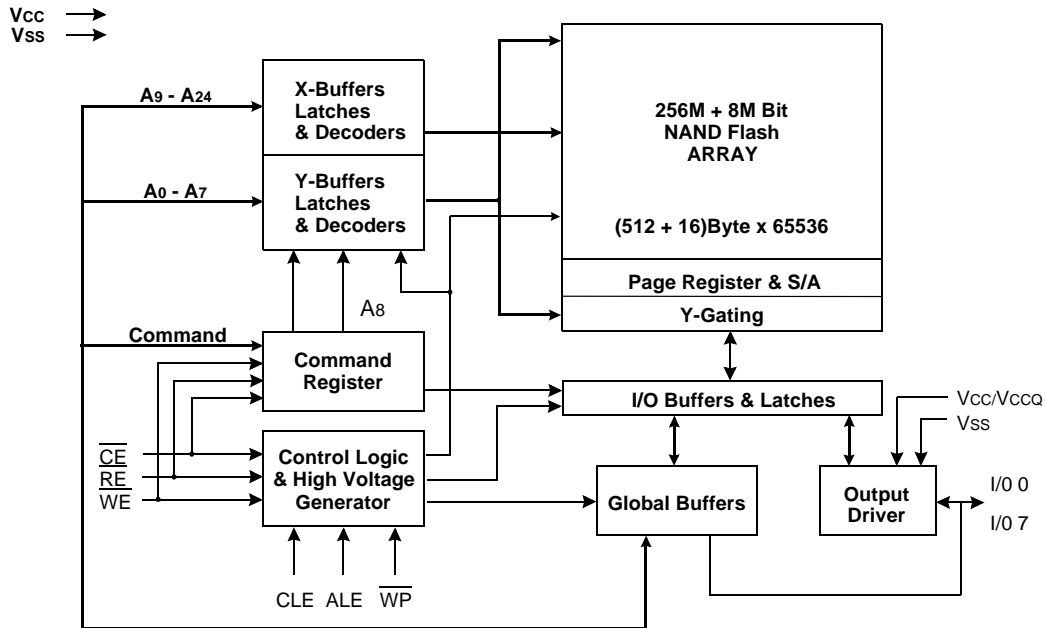 VCC
VSS
A9 - A24
X-Buffers
Latches
& Decoders
A0 - A7
Y-Buffers
Latches
& Decoders
256M + 8M Bit
NAND Flash
ARRAY
(512 + 16)Byte x 65536
Page Register & S/A
Y-Gating
A8
Command
Command
Register
I/O Buffers & Latches
VCC/VCCQ
VSS
CE
RE
WE
Control Logic
& High Voltage
Generator
Global Buffers
Output
Driver
I/0 0
I/0 7
CLE
ALE
WP